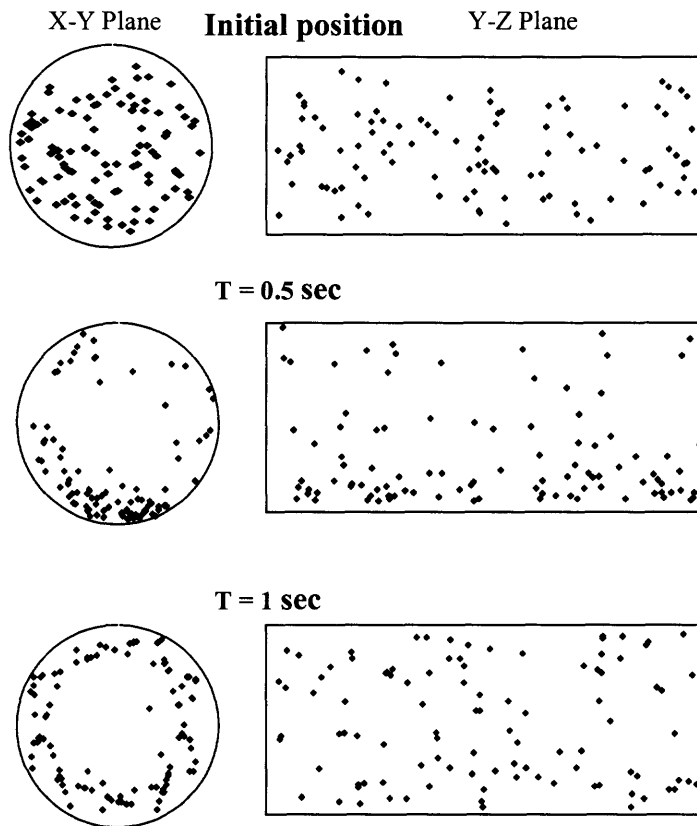 X-Y Plane Initial position Y-Z Plane
T = 0.5 sec
T = 1 sec